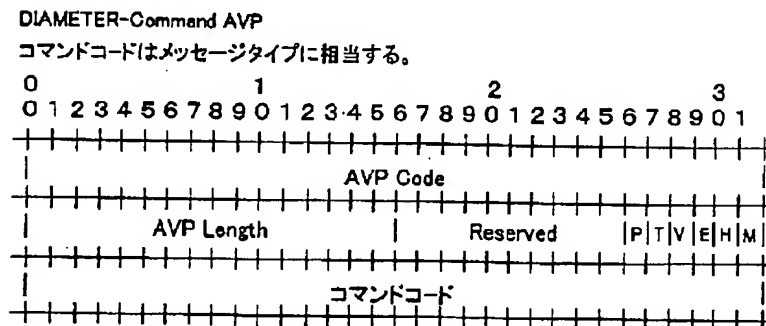 DIAMETER-Command AVP
コマンドコードはメッセージタイプに相当する。
0 1 2 3
0 1 2 3 4 5 6 7 8 9 0 1 2 3 4 5 6 7 8 9 0 1 2 3 4 5 6 7 8 9 0 1
AVP Code
AVP Length Reserved P T V E H M
コマンドコード